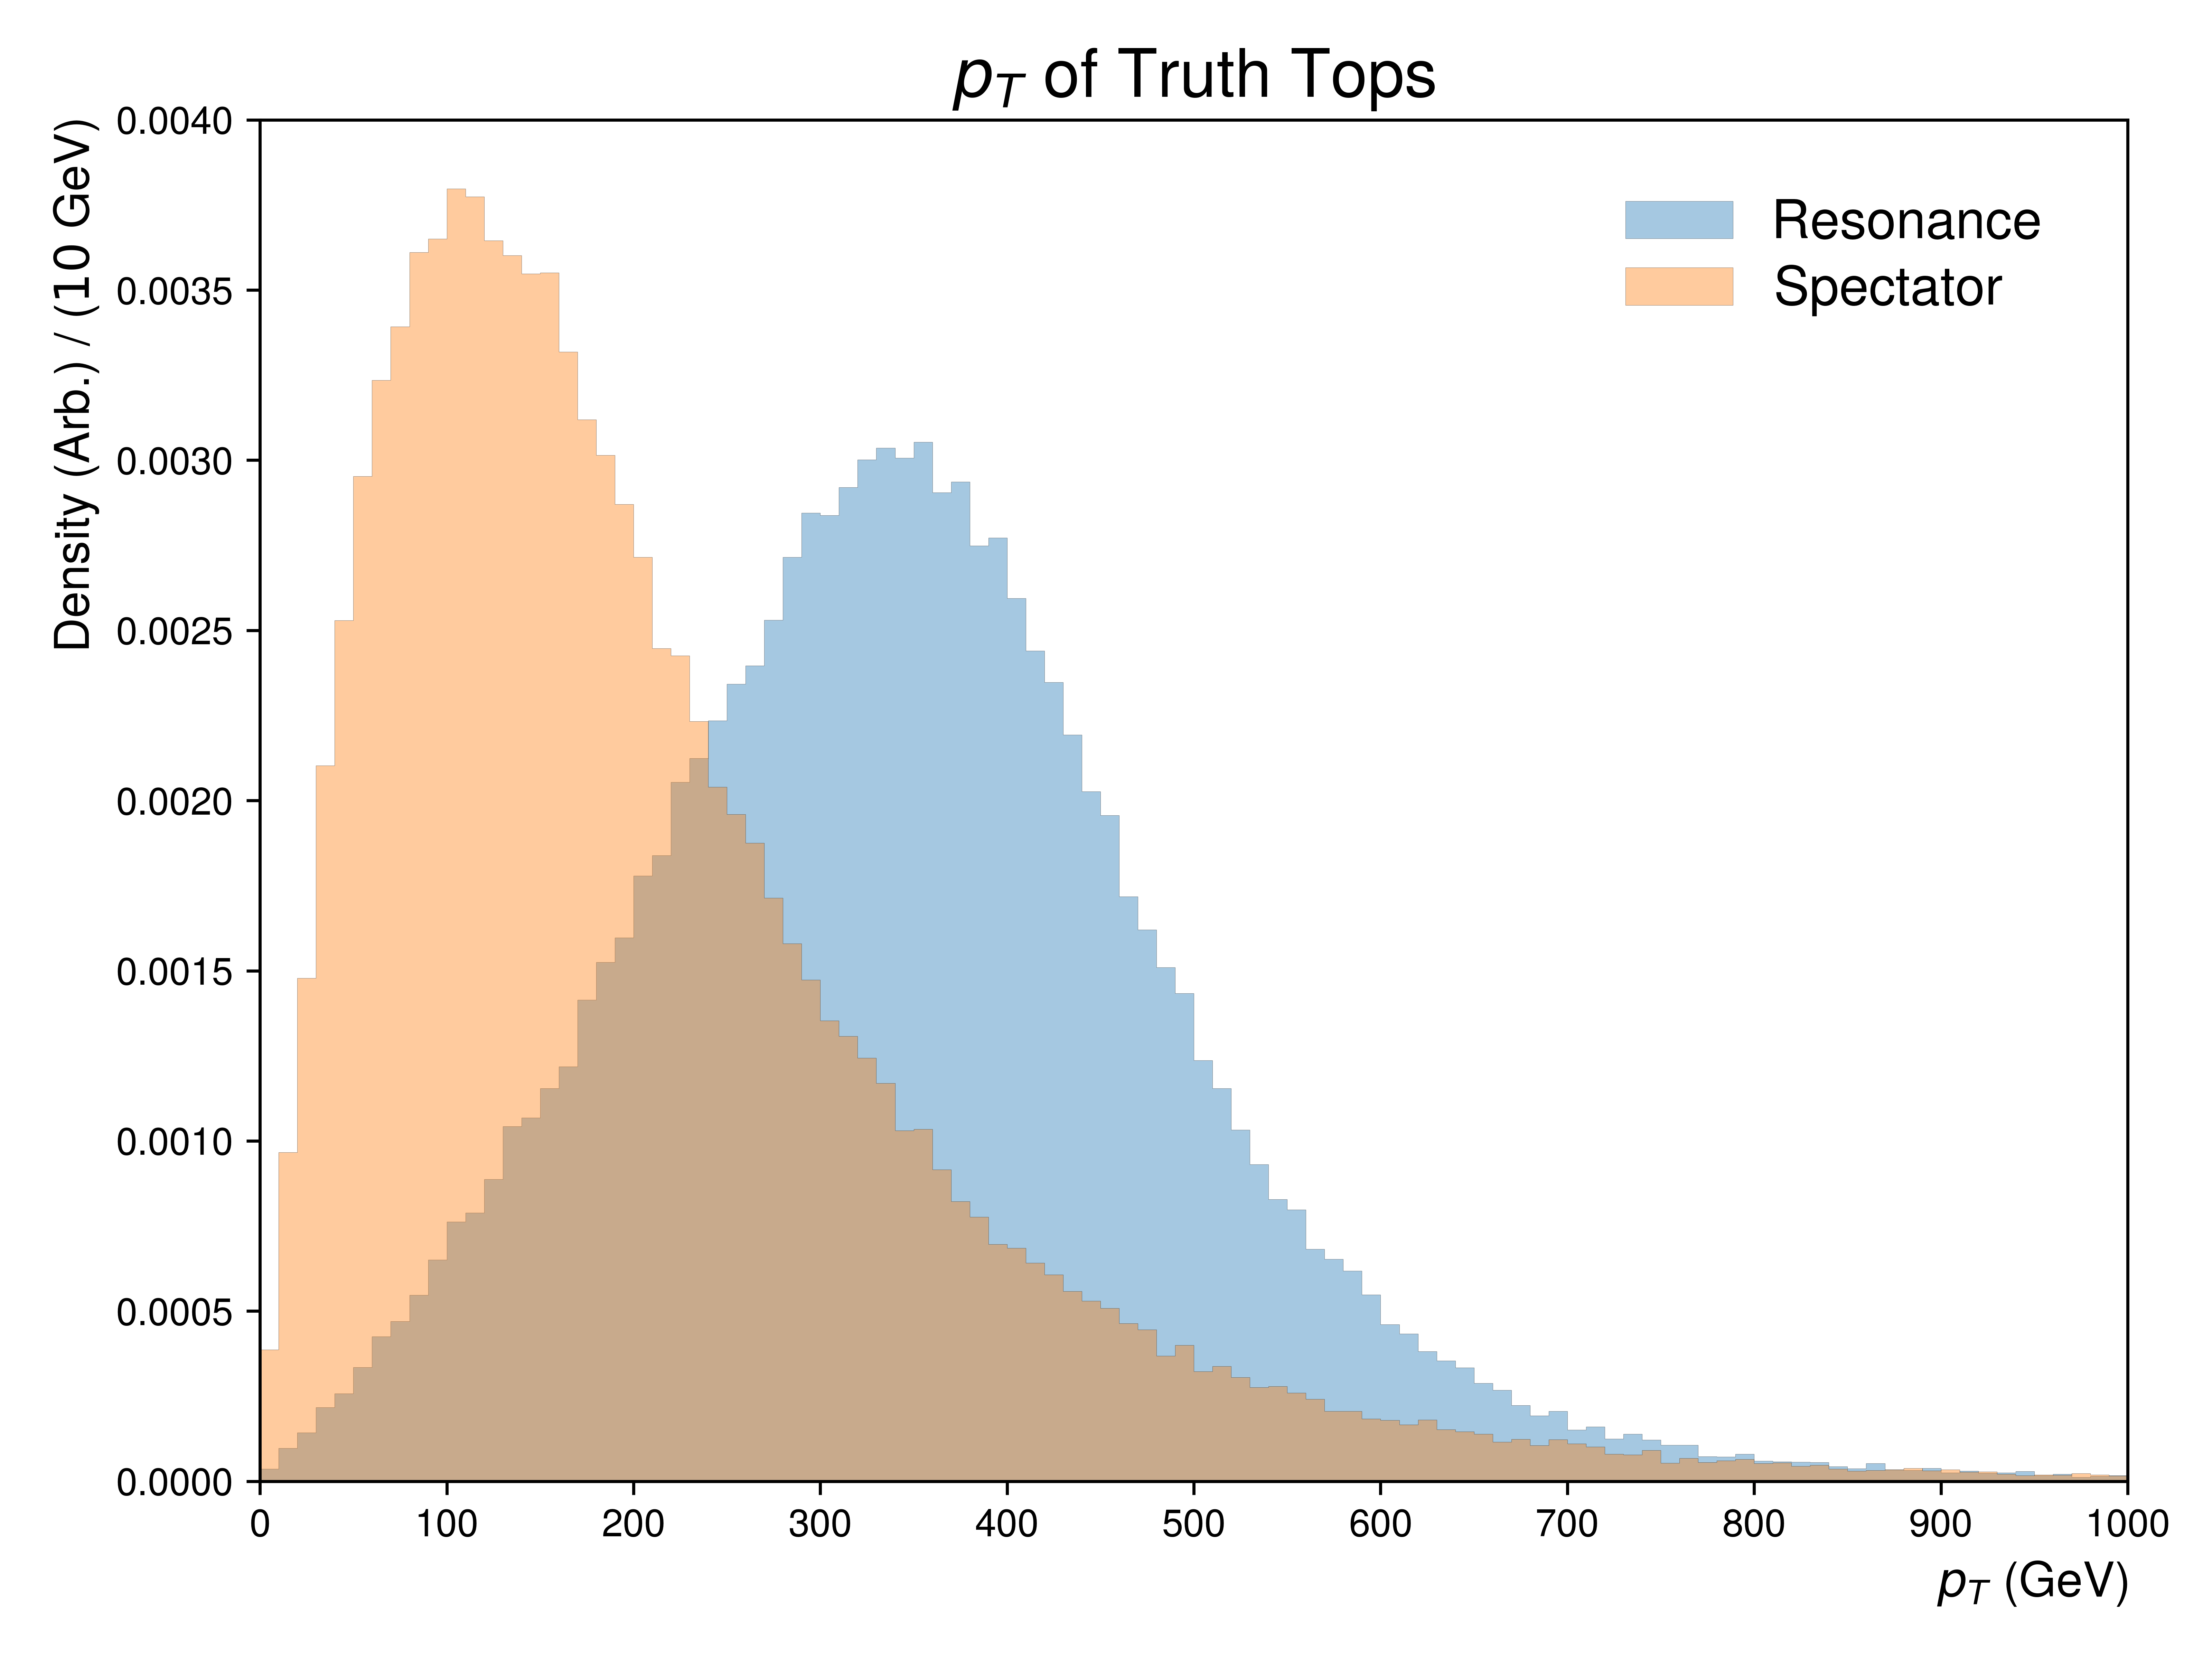 p_T of Truth Tops
Density (Arb.) / (10 GeV)
0.0040
0.0035
0.0030
0.0025
0.0020
0.0015
0.0010
0.0005
0.0000
Resonance
Spectator
0 100 200 300 400 500 600 700 800 900 1000
p_T (GeV)